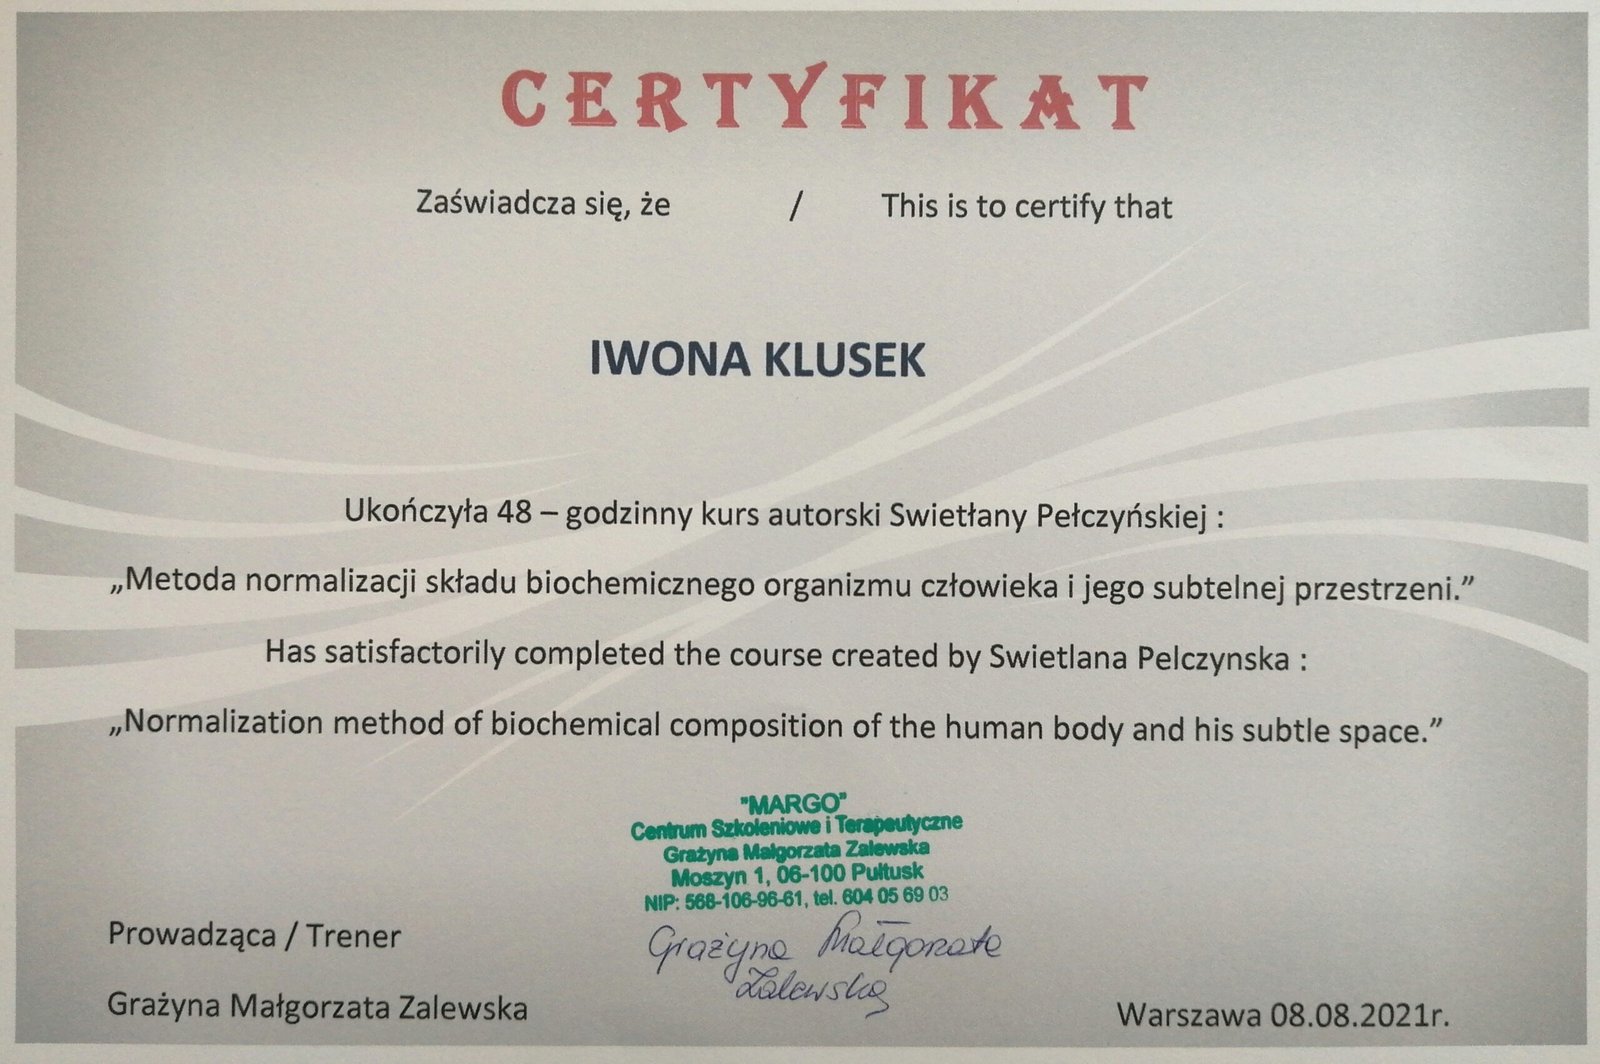 CERTYFIKAT
Zaświadcza się, że / This is to certify that
IWONA KLUSEK
Ukończyła 48 – godzinny kurs autorski Swietłany Pełczyńskiej :
„Metoda normalizacji składu biochemicznego organizmu człowieka i jego subtelnej przestrzeni.”
Has satisfactorily completed the course created by Swietlana Pelczynska :
„Normalization method of biochemical composition of the human body and his subtle space.”
"MARGO"
Centrum Szkoleniowe i Terapeutyczne
Grażyna Małgorzata Zalewska
Moszyn 1, 06-100 Pułtusk
NIP: 568-106-96-61, tel. 604 05 69 03
Prowadząca / Trener
Grażyna Małgorzata
Zalewska
Grażyna Małgorzata Zalewska
Warszawa 08.08.2021r.